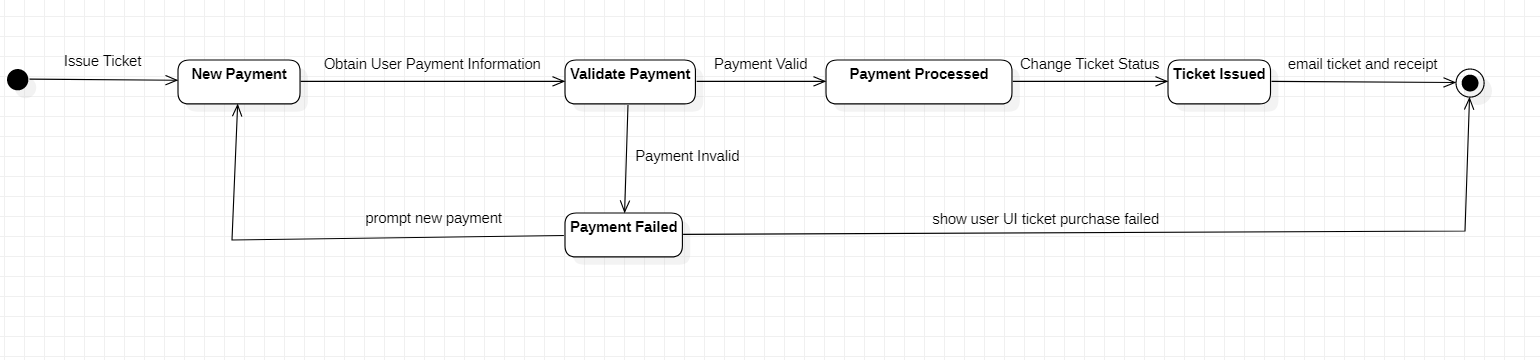 Issue Ticket
New Payment
Obtain User Payment Information
Validate Payment
Payment Valid
Payment Processed
Change Ticket Status
Ticket Issued
email ticket and receipt
Payment Invalid
prompt new payment
Payment Failed
show user UI ticket purchase failed